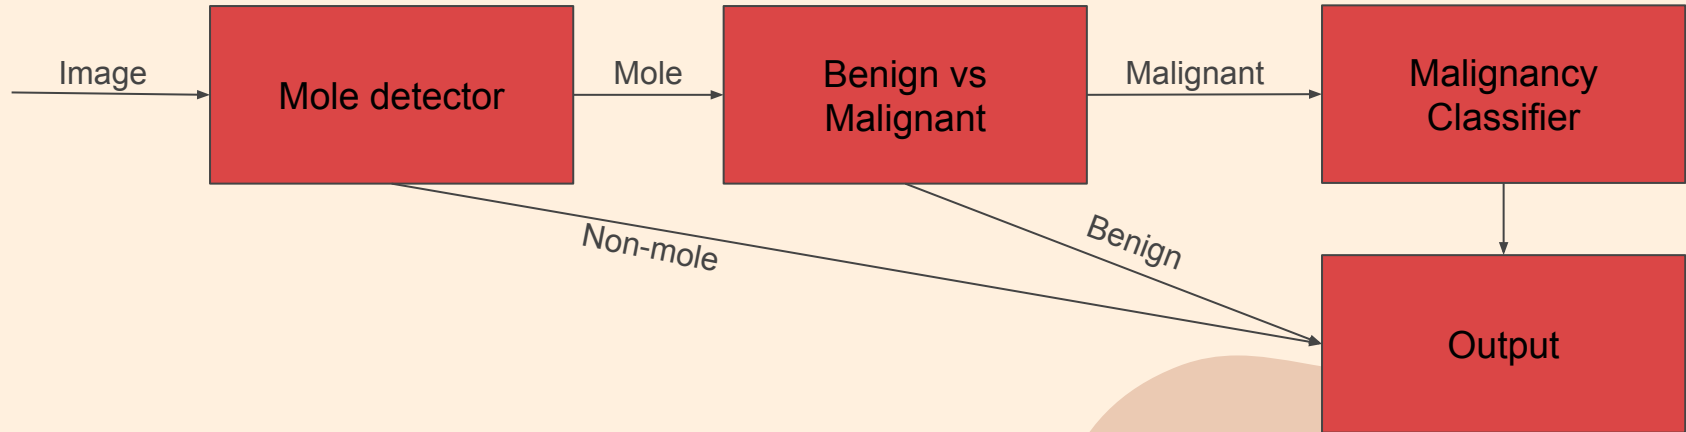 Image
Mole detector
Mole
Benign vs
Malignant
Malignant
Malignancy
Classifier
Non-mole
Benign
Output